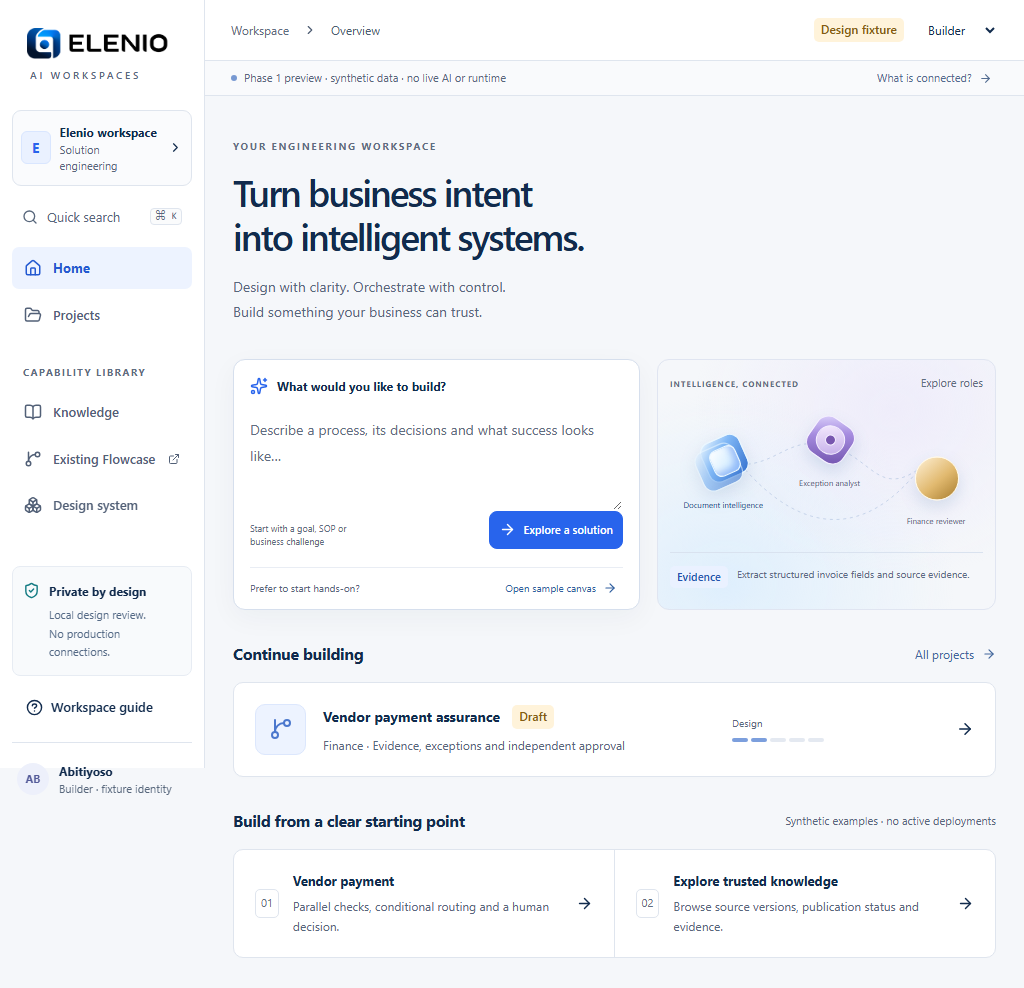 ELENIO
AI WORKSPACES
E
Elenio workspace
Solution
engineering
Quick search
⌘ K
Home
Projects
CAPABILITY LIBRARY
Knowledge
Existing Flowcase
Design system
Private by design
Local design review.
No production
connections.
Workspace guide
AB
Abitiyoso
Builder · fixture identity
Workspace
Overview
Design fixture
Builder
Phase 1 preview · synthetic data · no live AI or runtime
What is connected?
YOUR ENGINEERING WORKSPACE
Turn business intent
into intelligent systems.
Design with clarity. Orchestrate with control.
Build something your business can trust.
What would you like to build?
Describe a process, its decisions and what success looks
like...
Start with a goal, SOP or
business challenge
Explore a solution
Prefer to start hands-on?
Open sample canvas
INTELLIGENCE, CONNECTED
Explore roles
Document intelligence
Exception analyst
Finance reviewer
Evidence
Extract structured invoice fields and source evidence.
Continue building
All projects
Vendor payment assurance
Draft
Finance · Evidence, exceptions and independent approval
Design
Build from a clear starting point
Synthetic examples · no active deployments
01
Vendor payment
Parallel checks, conditional routing and a human
decision.
02
Explore trusted knowledge
Browse source versions, publication status and
evidence.